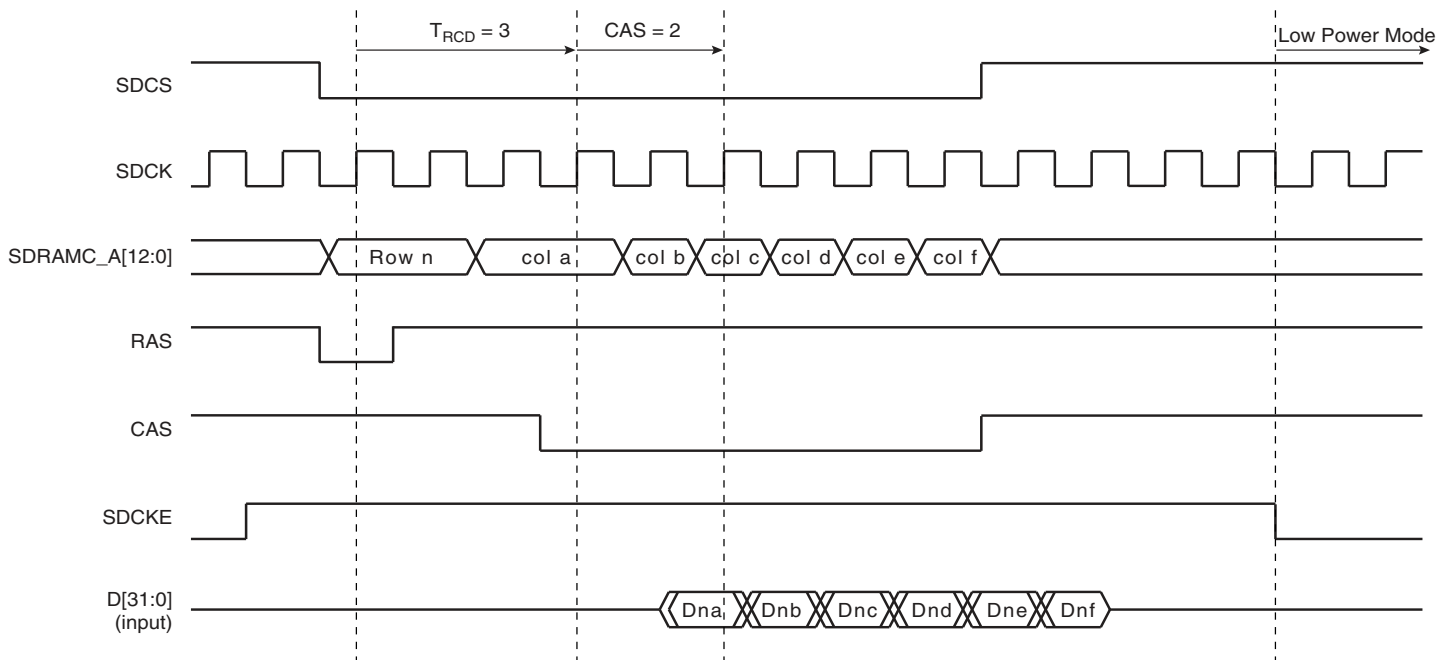 T_RCD = 3
CAS = 2
Low Power Mode
SDCS
SDCK
SDRAMC_A[12:0]
Row n
col a
col b
col c
col d
col e
col f
RAS
CAS
SDCKE
D[31:0]
(input)
Dna
Dnb
Dnc
Dnd
Dne
Dnf